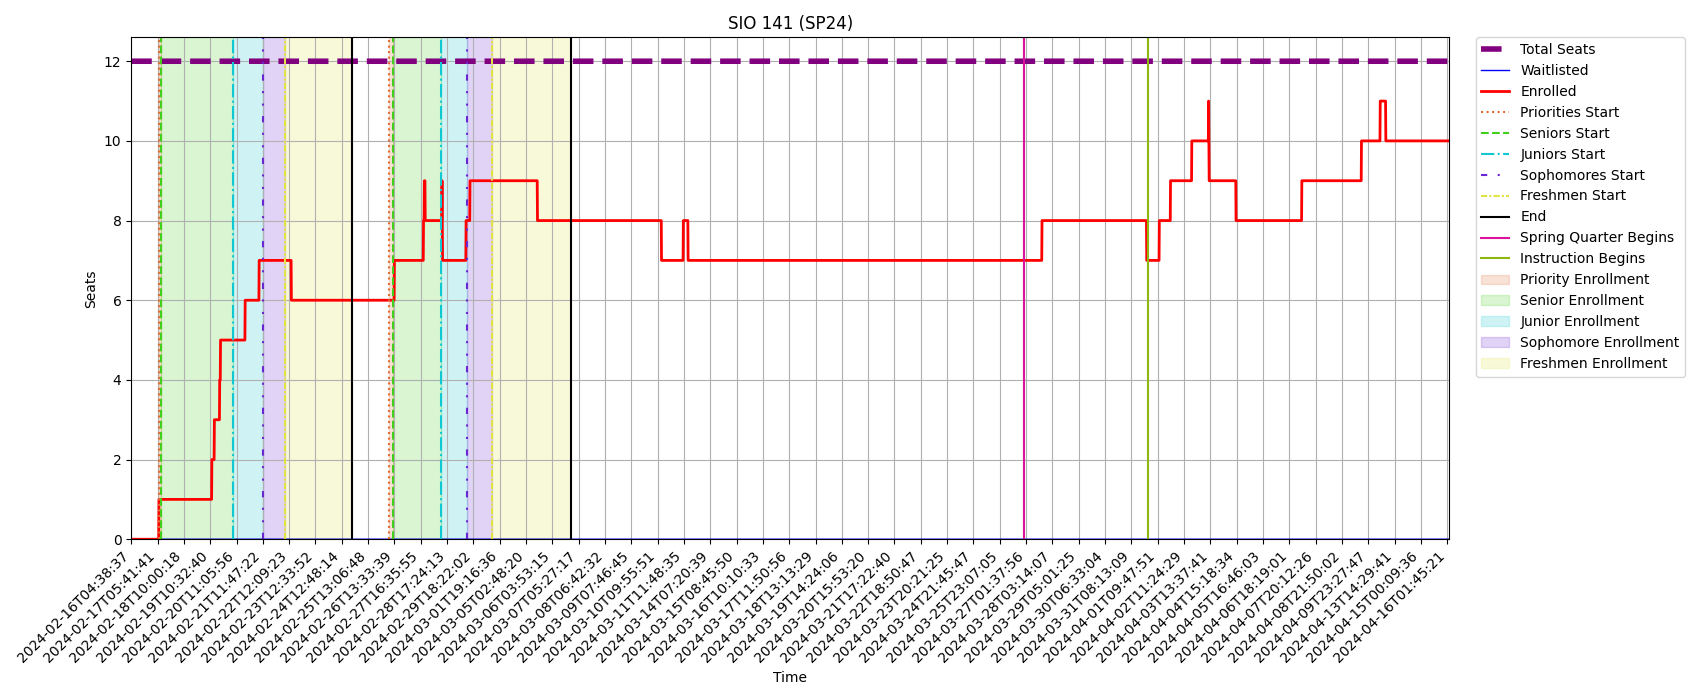 SIO 141 (SP24)
Seats
12
10
8
6
4
2
0
2024-02-16T04:38:37
2024-02-17T05:41:41
2024-02-18T10:00:18
2024-02-19T10:32:40
2024-02-20T11:05:56
2024-02-21T11:47:22
2024-02-22T12:09:23
2024-02-23T12:33:52
2024-02-24T12:48:14
2024-02-25T13:06:48
2024-02-26T13:33:39
2024-02-27T16:35:55
2024-02-28T17:24:13
2024-02-29T18:22:02
2024-03-01T19:16:36
2024-03-05T02:48:20
2024-03-06T03:53:15
2024-03-07T05:27:17
2024-03-08T06:42:32
2024-03-09T07:46:45
2024-03-10T09:55:51
2024-03-11T11:48:35
2024-03-14T07:20:39
2024-03-15T08:45:50
2024-03-16T10:10:33
2024-03-17T11:50:56
2024-03-18T13:13:29
2024-03-19T14:24:06
2024-03-20T15:53:20
2024-03-21T17:22:40
2024-03-22T18:50:47
2024-03-23T20:21:25
2024-03-24T21:45:47
2024-03-25T23:07:05
2024-03-27T01:37:56
2024-03-28T03:14:07
2024-03-29T05:01:25
2024-03-30T06:33:04
2024-03-31T08:13:09
2024-04-01T09:47:51
2024-04-02T11:24:29
2024-04-03T13:37:41
2024-04-04T15:18:34
2024-04-05T16:46:03
2024-04-06T18:19:01
2024-04-07T20:12:26
2024-04-08T21:50:02
2024-04-09T23:27:47
2024-04-13T14:29:41
2024-04-15T00:09:36
2024-04-16T01:45:21
Time
Total Seats
Waitlisted
Enrolled
Priorities Start
Seniors Start
Juniors Start
Sophomores Start
Freshmen Start
End
Spring Quarter Begins
Instruction Begins
Priority Enrollment
Senior Enrollment
Junior Enrollment
Sophomore Enrollment
Freshmen Enrollment